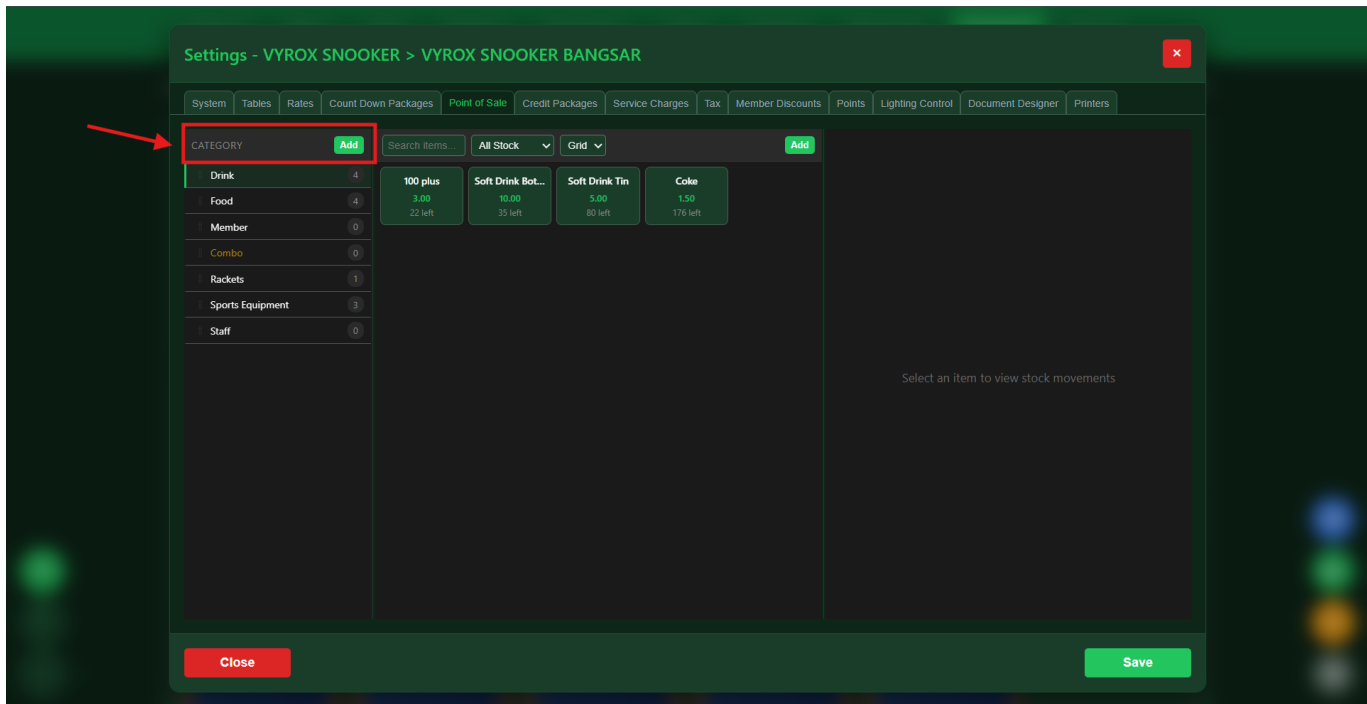 Settings - VYROX SNOOKER > VYROX SNOOKER BANGSAR
×
System Tables Rates Count Down Packages Point of Sale Credit Packages Service Charges Tax Member Discounts Points Lighting Control Document Designer Printers
CATEGORY Add
Search items... All Stock Grid Add
Drink 4
Food 4
Member 0
Combo 0
Rackets 1
Sports Equipment 3
Staff 0
100 plus
3.00
22 left
Soft Drink Bot...
10.00
35 left
Soft Drink Tin
5.00
80 left
Coke
1.50
176 left
Select an item to view stock movements
Close Save